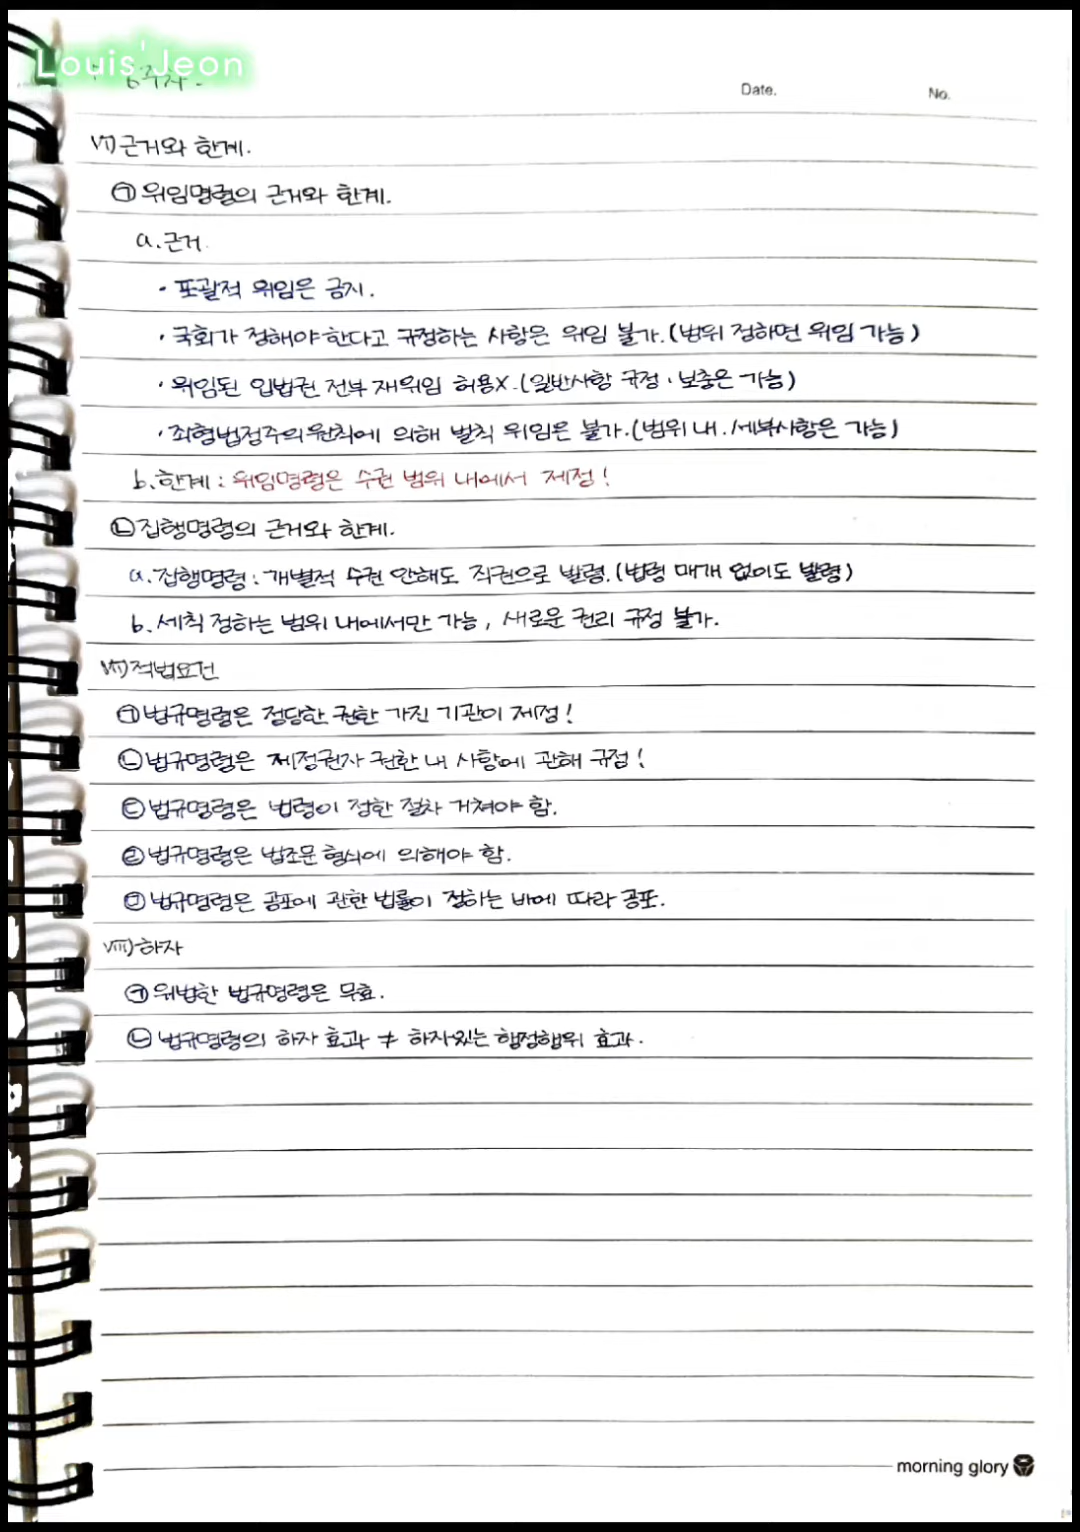 Louis'Jeon
6주차.
Date.
No.
Ⅵ)근거와 한계.
㉠위임명령의 근거와 한계.
a.근거.
· 포괄적 위임은 금지.
· 국회가 정해야한다고 규정하는 사항은 위임 불가.(범위 정하면 위임 가능)
· 위임된 입법권 전부 재위임 허용X.(일반사항 규정·보충은 가능)
· 죄형법정주의원칙에 의해 벌칙 위임은 불가.(범위 내.세부사항은 가능)
b.한계 : 위임명령은 수권 범위 내에서 제정!
㉡집행명령의 근거와 한계.
a.집행명령 : 개별적 수권 안해도 직권으로 발령.(법령 매개 없이도 발령)
b.세칙 정하는 범위 내에서만 가능, 새로운 권리 규정 불가.
Ⅶ)적법요건
㉠법규명령은 정당한 권한 가진 기관이 제정!
㉡법규명령은 제정권자 권한 내 사항에 관해 규정!
㉢법규명령은 법령이 정한 절차 거쳐야 함.
㉣법규명령은 법조문 형식에 의해야 함.
㉤법규명령은 공포에 관한 법률이 정하는 바에 따라 공포.
Ⅷ)하자
㉠위법한 법규명령은 무효.
㉡법규명령의 하자 효과 ≠ 하자있는 행정행위 효과.
morning glory